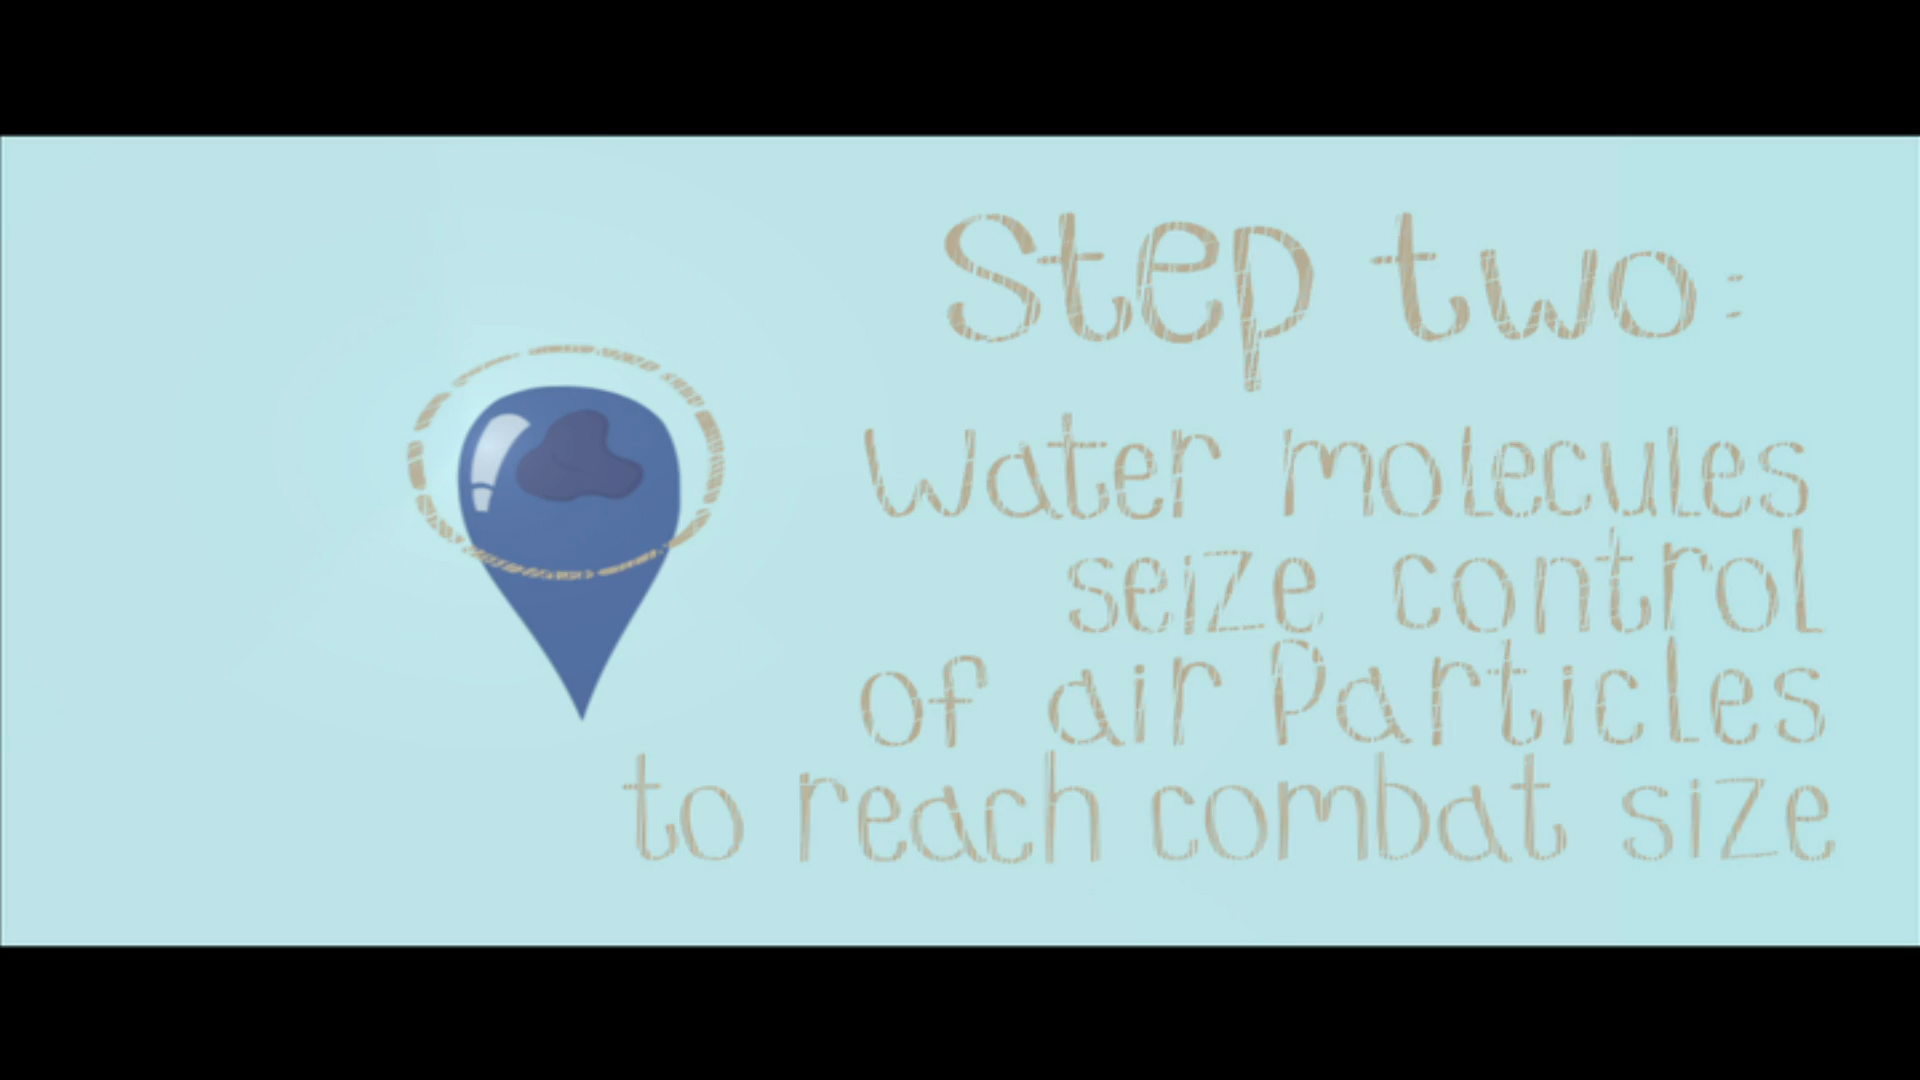 Step two:
Water molecules
seize control
of air Particles
to reach combat size